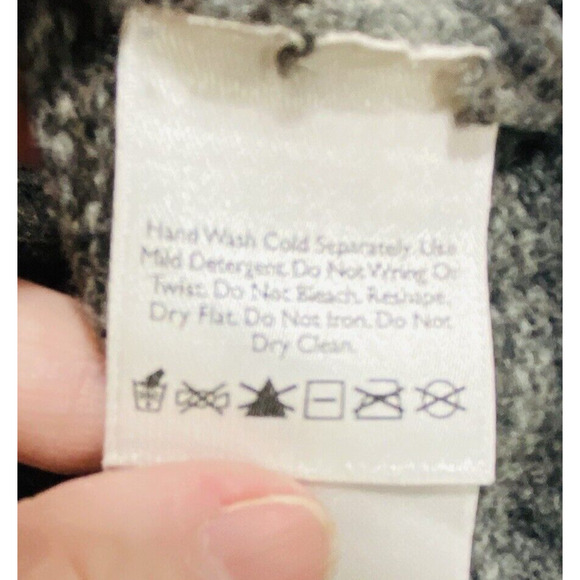 Hand Wash Cold Separately. Use
Mild Detergent. Do Not Wring Or
Twist. Do Not Bleach. Reshape.
Dry Flat. Do Not Iron. Do Not
Dry Clean.